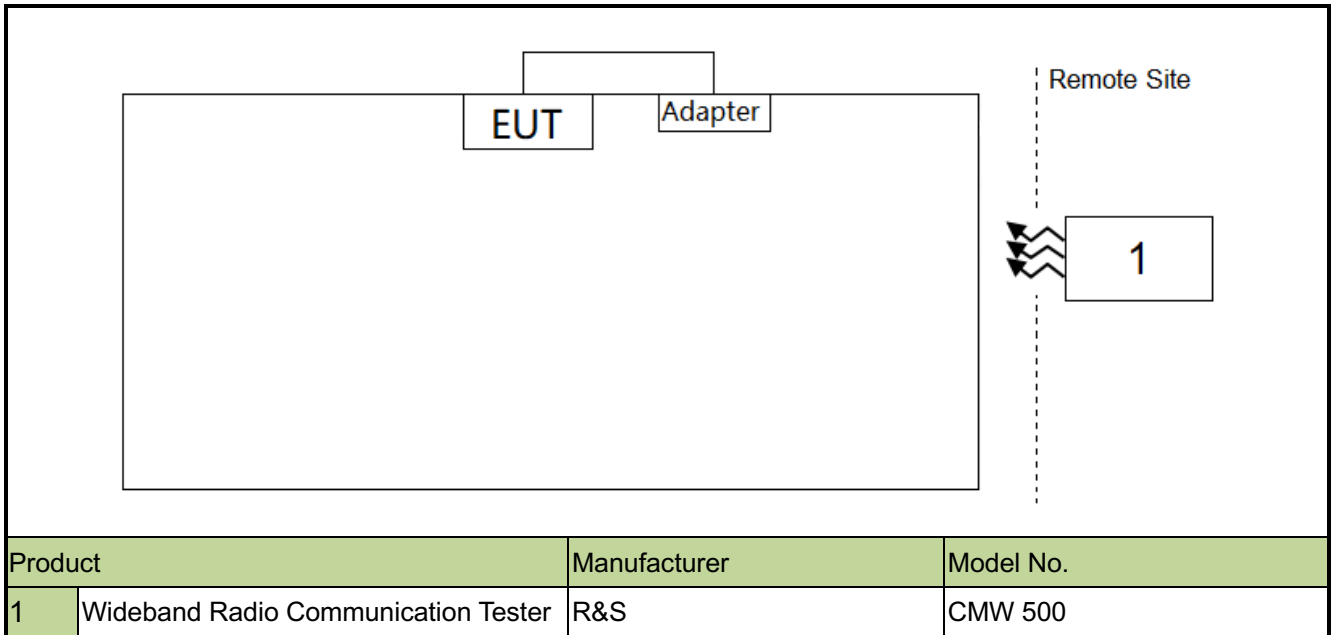 Remote Site
EUT
Adapter
1
Product Manufacturer Model No.
1 Wideband Radio Communication Tester R&S CMW 500